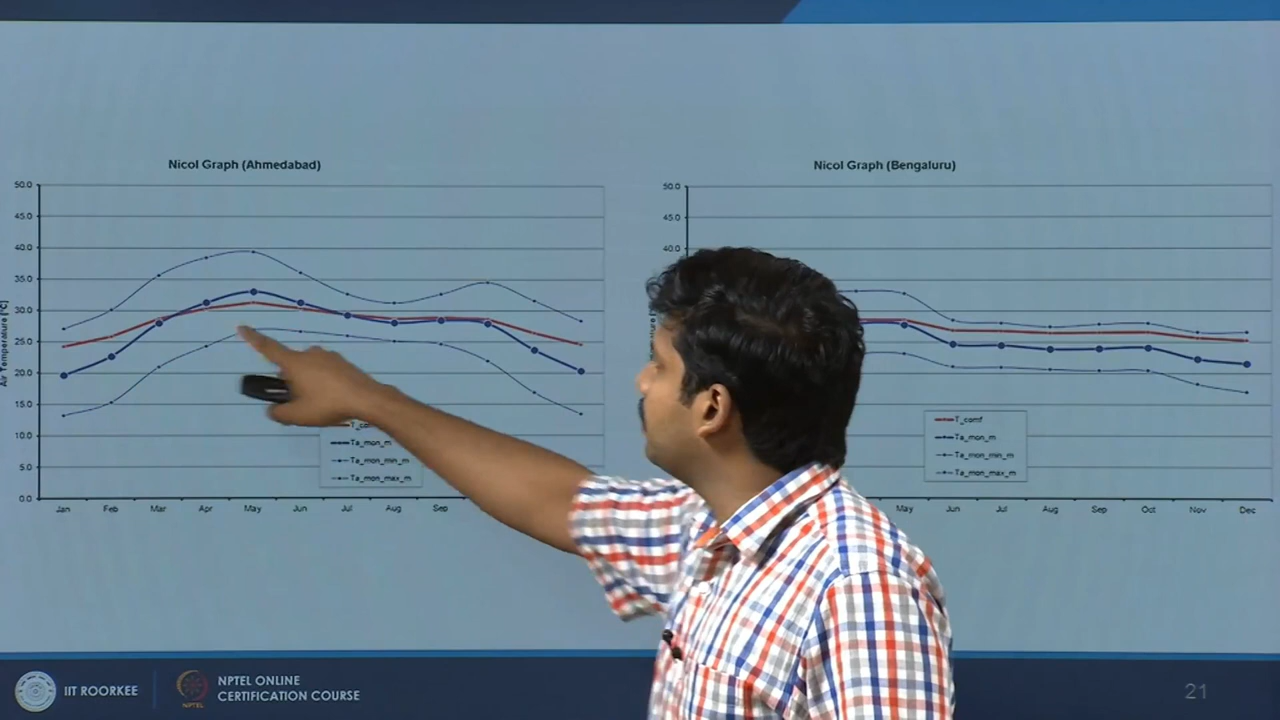 Nicol Graph (Ahmedabad)
50.0
45.0
40.0
35.0
30.0
25.0
20.0
15.0
10.0
5.0
0.0
Air Temperature [°C]
Jan Feb Mar Apr May Jun Jul Aug Sep
Ta_mon_m
Ta_mon_min_m
Ta_mon_max_m
Nicol Graph (Bengaluru)
50.0
45.0
40.0
T_comf
Ta_mon_m
Ta_mon_min_m
Ta_mon_max_m
May Jun Jul Aug Sep Oct Nov Dec
IIT ROORKEE
NPTEL
NPTEL ONLINE
CERTIFICATION COURSE
21